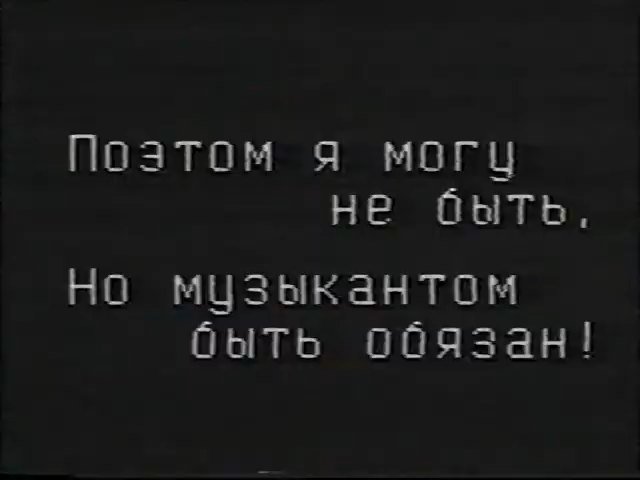 Поэтом я могу
не быть,
Но музыкантом
быть обязан!